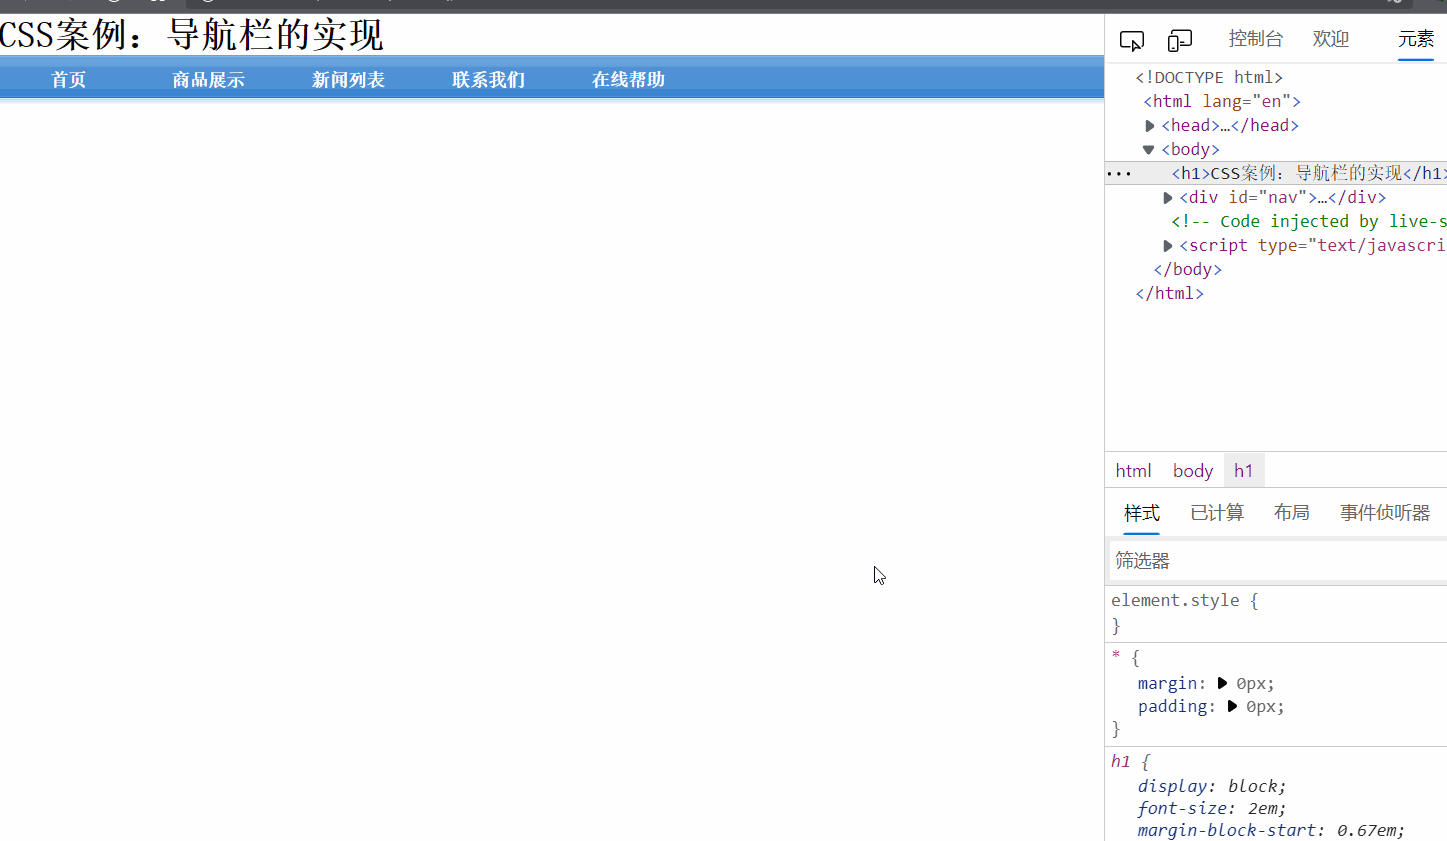 CSS案例：导航栏的实现
首页 商品展示 新闻列表 联系我们 在线帮助
控制台 欢迎 元素
<!DOCTYPE html>
<html lang="en">
<head>…</head>
<body>
<h1>CSS案例：导航栏的实现</h1>
<div id="nav">…</div>
<!-- Code injected by live-s
<script type="text/javascri
</body>
</html>
html body h1
样式 已计算 布局 事件侦听器
筛选器
element.style {
}
* {
margin: 0px;
padding: 0px;
}
h1 {
display: block;
font-size: 2em;
margin-block-start: 0.67em;